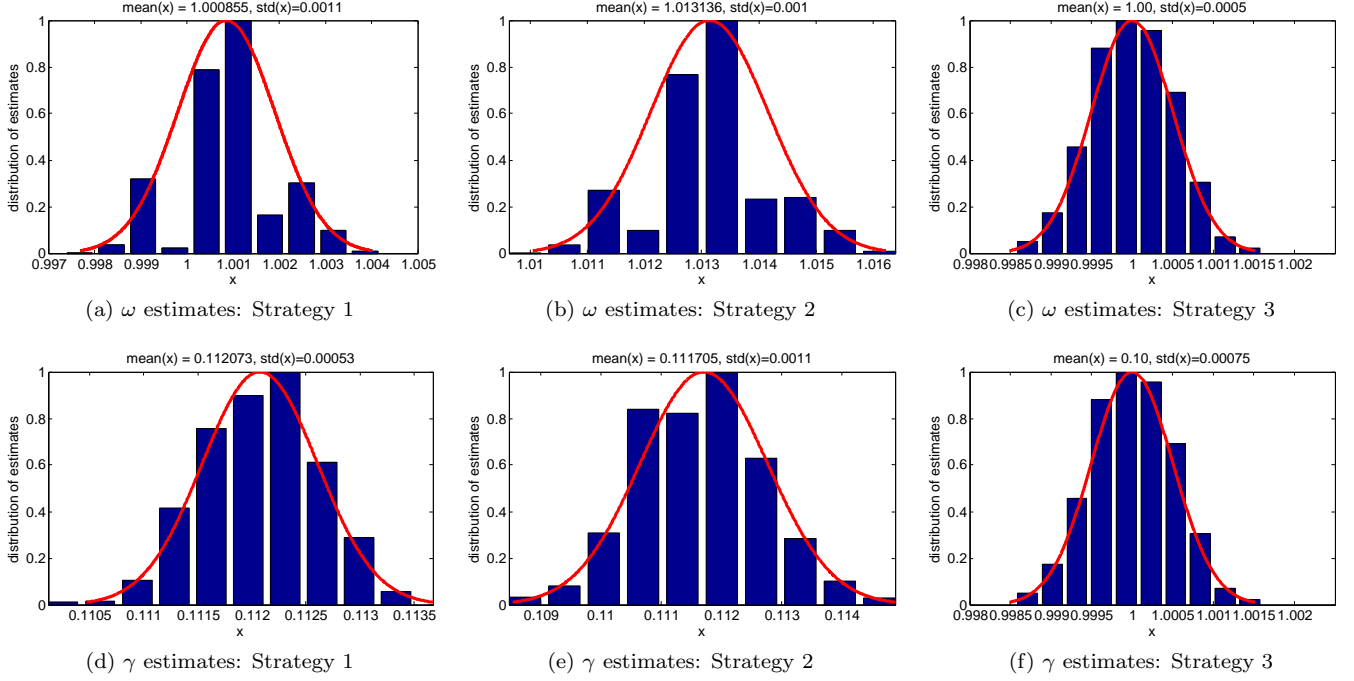 mean(x) = 1.000855, std(x)=0.0011
distribution of estimates
1
0.8
0.6
0.4
0.2
0
0.997 0.998 0.999 1 1.001 1.002 1.003 1.004 1.005
x
(a) ω estimates: Strategy 1
mean(x) = 1.013136, std(x)=0.001
distribution of estimates
1
0.8
0.6
0.4
0.2
0
1.01 1.011 1.012 1.013 1.014 1.015 1.016
x
(b) ω estimates: Strategy 2
mean(x) = 1.00, std(x)=0.0005
distribution of estimates
1
0.8
0.6
0.4
0.2
0
0.998 0.9985 0.999 0.9995 1 1.0005 1.001 1.0015 1.002
x
(c) ω estimates: Strategy 3
mean(x) = 0.112073, std(x)=0.00053
distribution of estimates
1
0.8
0.6
0.4
0.2
0
0.1105 0.111 0.1115 0.112 0.1125 0.113 0.1135
x
(d) γ estimates: Strategy 1
mean(x) = 0.111705, std(x)=0.0011
distribution of estimates
1
0.8
0.6
0.4
0.2
0
0.109 0.11 0.111 0.112 0.113 0.114
x
(e) γ estimates: Strategy 2
mean(x) = 0.10, std(x)=0.00075
distribution of estimates
1
0.8
0.6
0.4
0.2
0
0.998 0.9985 0.999 0.9995 1 1.0005 1.001 1.0015 1.002
x
(f) γ estimates: Strategy 3